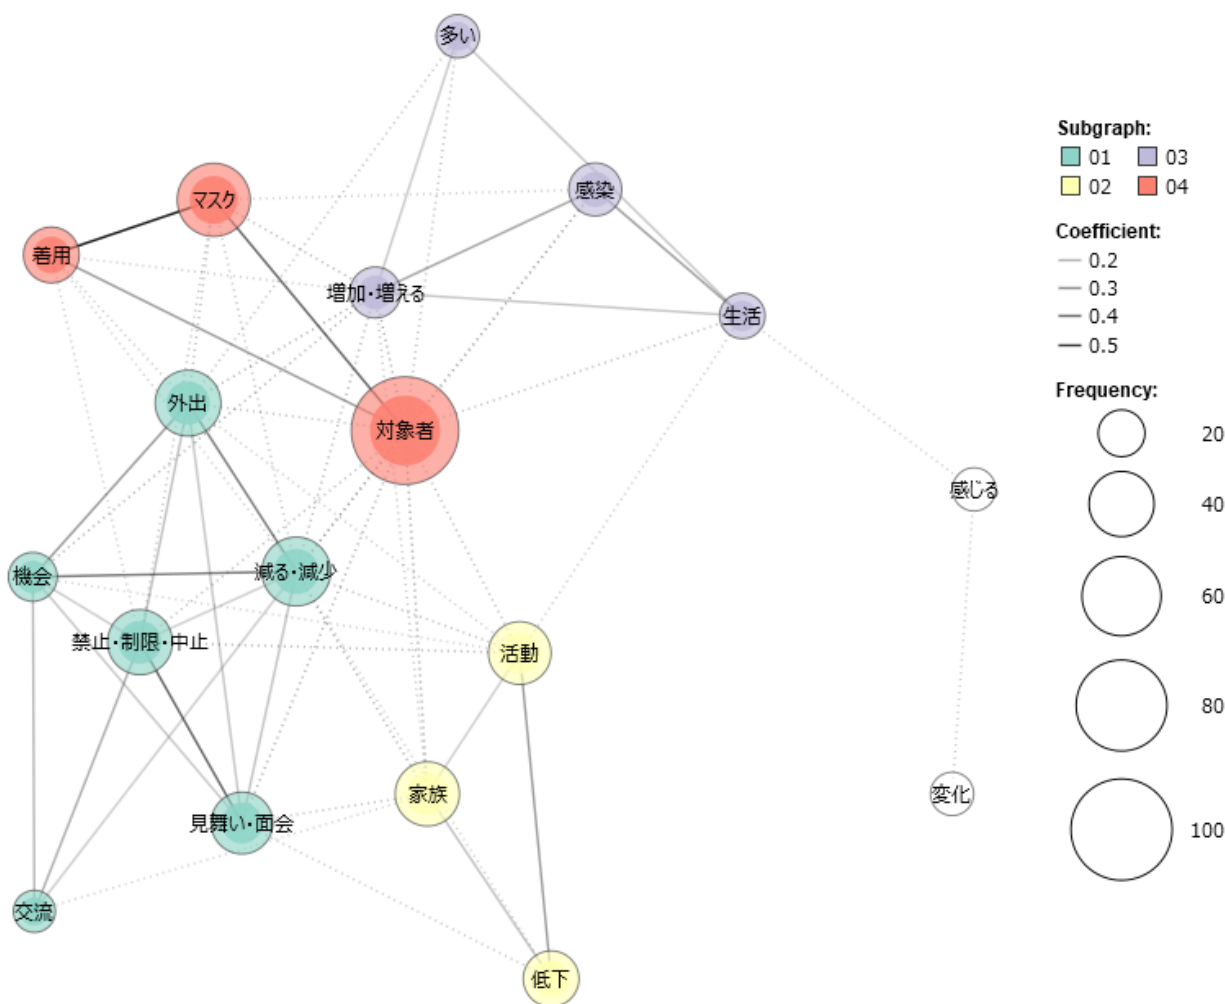 多い
マスク
感染
着用
増加・増える
生活
外出
対象者
感じる
機会
減る・減少
禁止・制限・中止
活動
家族
変化
見舞い・面会
交流
低下
Subgraph:
01 03
02 04
Coefficient:
0.2
0.3
0.4
0.5
Frequency:
20
40
60
80
100